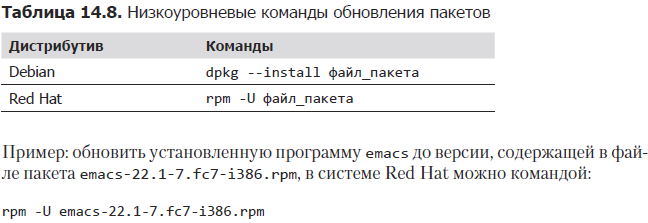 Таблица 14.8. Низкоуровневые команды обновления пакетов
Дистрибутив Команды
Debian dpkg --install файл_пакета
Red Hat rpm -U файл_пакета
Пример: обновить установленную программу emacs до версии, содержащей в фай-
ле пакета emacs-22.1-7.fc7-i386.rpm, в системе Red Hat можно командой:
rpm -U emacs-22.1-7.fc7-i386.rpm